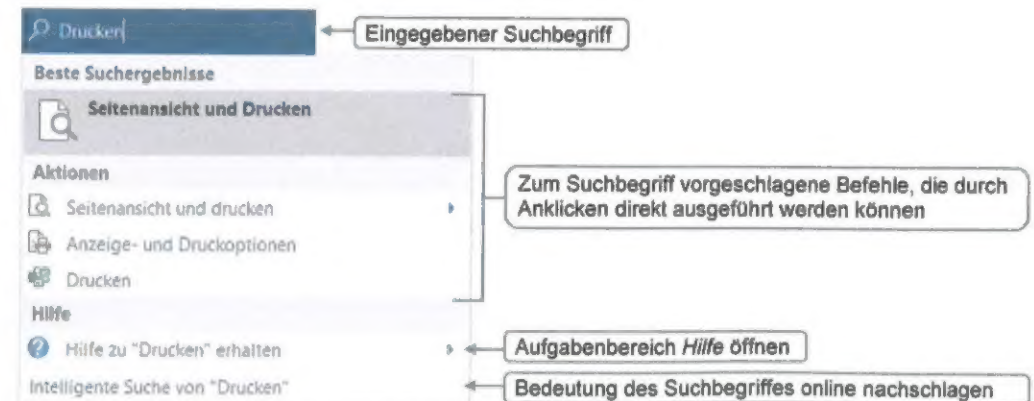 Drucken
Eingegebener Suchbegriff
Beste Suchergebnisse
Seitenansicht und Drucken
Aktionen
Seitenansicht und drucken
Anzeige- und Druckoptionen
Drucken
Zum Suchbegriff vorgeschlagene Befehle, die durch
Anklicken direkt ausgeführt werden können
Hilfe
Hilfe zu "Drucken" erhalten
Aufgabenbereich Hilfe öffnen
Intelligente Suche von "Drucken"
Bedeutung des Suchbegriffes online nachschlagen